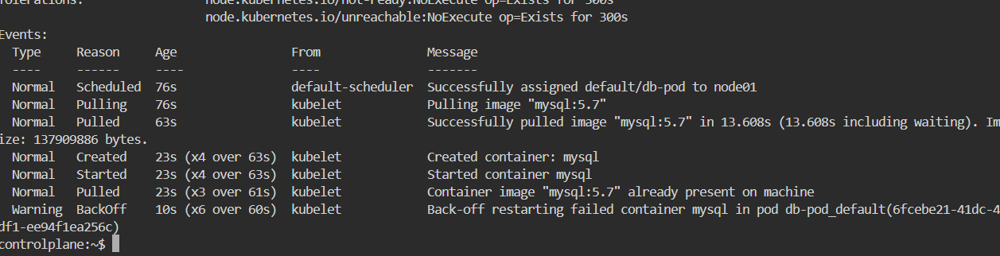 Tolerations: node.kubernetes.io/not-ready:NoExecute op=Exists for 300s
node.kubernetes.io/unreachable:NoExecute op=Exists for 300s
Events:
Type Reason Age From Message
---- ------ ---- ---- -------
Normal Scheduled 76s default-scheduler Successfully assigned default/db-pod to node01
Normal Pulling 76s kubelet Pulling image "mysql:5.7"
Normal Pulled 63s kubelet Successfully pulled image "mysql:5.7" in 13.608s (13.608s including waiting). Im
ize: 137909886 bytes.
Normal Created 23s (x4 over 63s) kubelet Created container: mysql
Normal Started 23s (x4 over 63s) kubelet Started container mysql
Normal Pulled 23s (x3 over 61s) kubelet Container image "mysql:5.7" already present on machine
Warning BackOff 10s (x6 over 60s) kubelet Back-off restarting failed container mysql in pod db-pod_default(6fcebe21-41dc-4
df1-ee94f1ea256c)
controlplane:~$